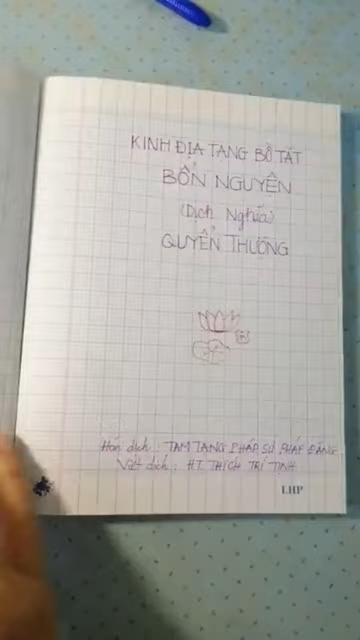 KINH ĐỊA TẠNG BỒ TÁT
BỔN NGUYỆN
(Dịch Nghĩa)
QUYỂN THƯỢNG
Hán dịch: TAM TẠNG PHÁP SƯ PHÁP ĐĂNG
Việt dịch: HT. THÍCH TRÍ TỊNH
LHP